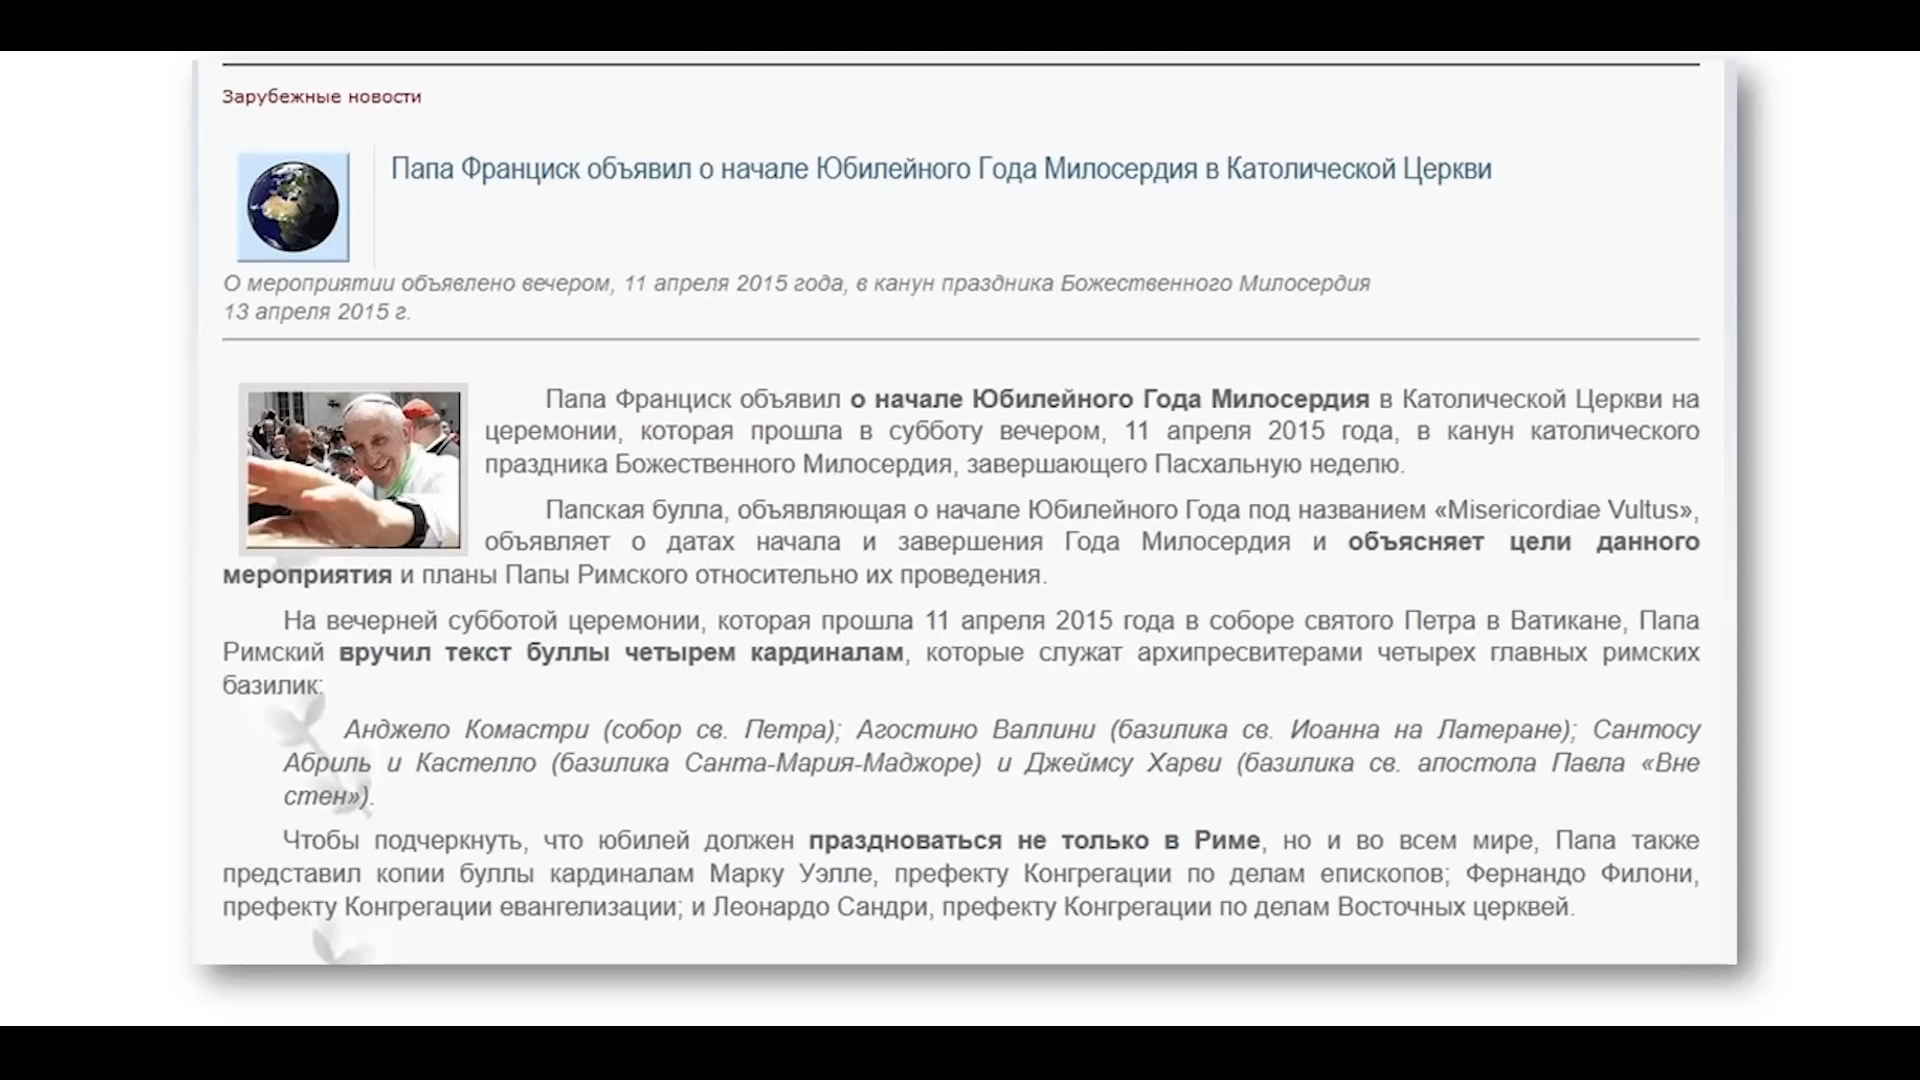 Зарубежные новости
Папа Франциск объявил о начале Юбилейного Года Милосердия в Католической Церкви
О мероприятии объявлено вечером, 11 апреля 2015 года, в канун праздника Божественного Милосердия
13 апреля 2015 г.
Папа Франциск объявил о начале Юбилейного Года Милосердия в Католической Церкви на
церемонии, которая прошла в субботу вечером, 11 апреля 2015 года, в канун католического
праздника Божественного Милосердия, завершающего Пасхальную неделю.
Папская булла, объявляющая о начале Юбилейного Года под названием «Misericordiae Vultus»,
объявляет о датах начала и завершения Года Милосердия и объясняет цели данного
мероприятия и планы Папы Римского относительно их проведения.
На вечерней субботой церемонии, которая прошла 11 апреля 2015 года в соборе святого Петра в Ватикане, Папа
Римский вручил текст буллы четырем кардиналам, которые служат архипресвитерами четырех главных римских
базилик:
Анджело Комастри (собор св. Петра); Агостино Валлини (базилика св. Иоанна на Латеране); Сантосу
Абриль и Кастелло (базилика Санта-Мария-Маджоре) и Джеймсу Харви (базилика св. апостола Павла «Вне
стен»).
Чтобы подчеркнуть, что юбилей должен праздноваться не только в Риме, но и во всем мире, Папа также
представил копии буллы кардиналам Марку Уэлле, префекту Конгрегации по делам епископов; Фернандо Филони,
префекту Конгрегации евангелизации; и Леонардо Сандри, префекту Конгрегации по делам Восточных церквей.